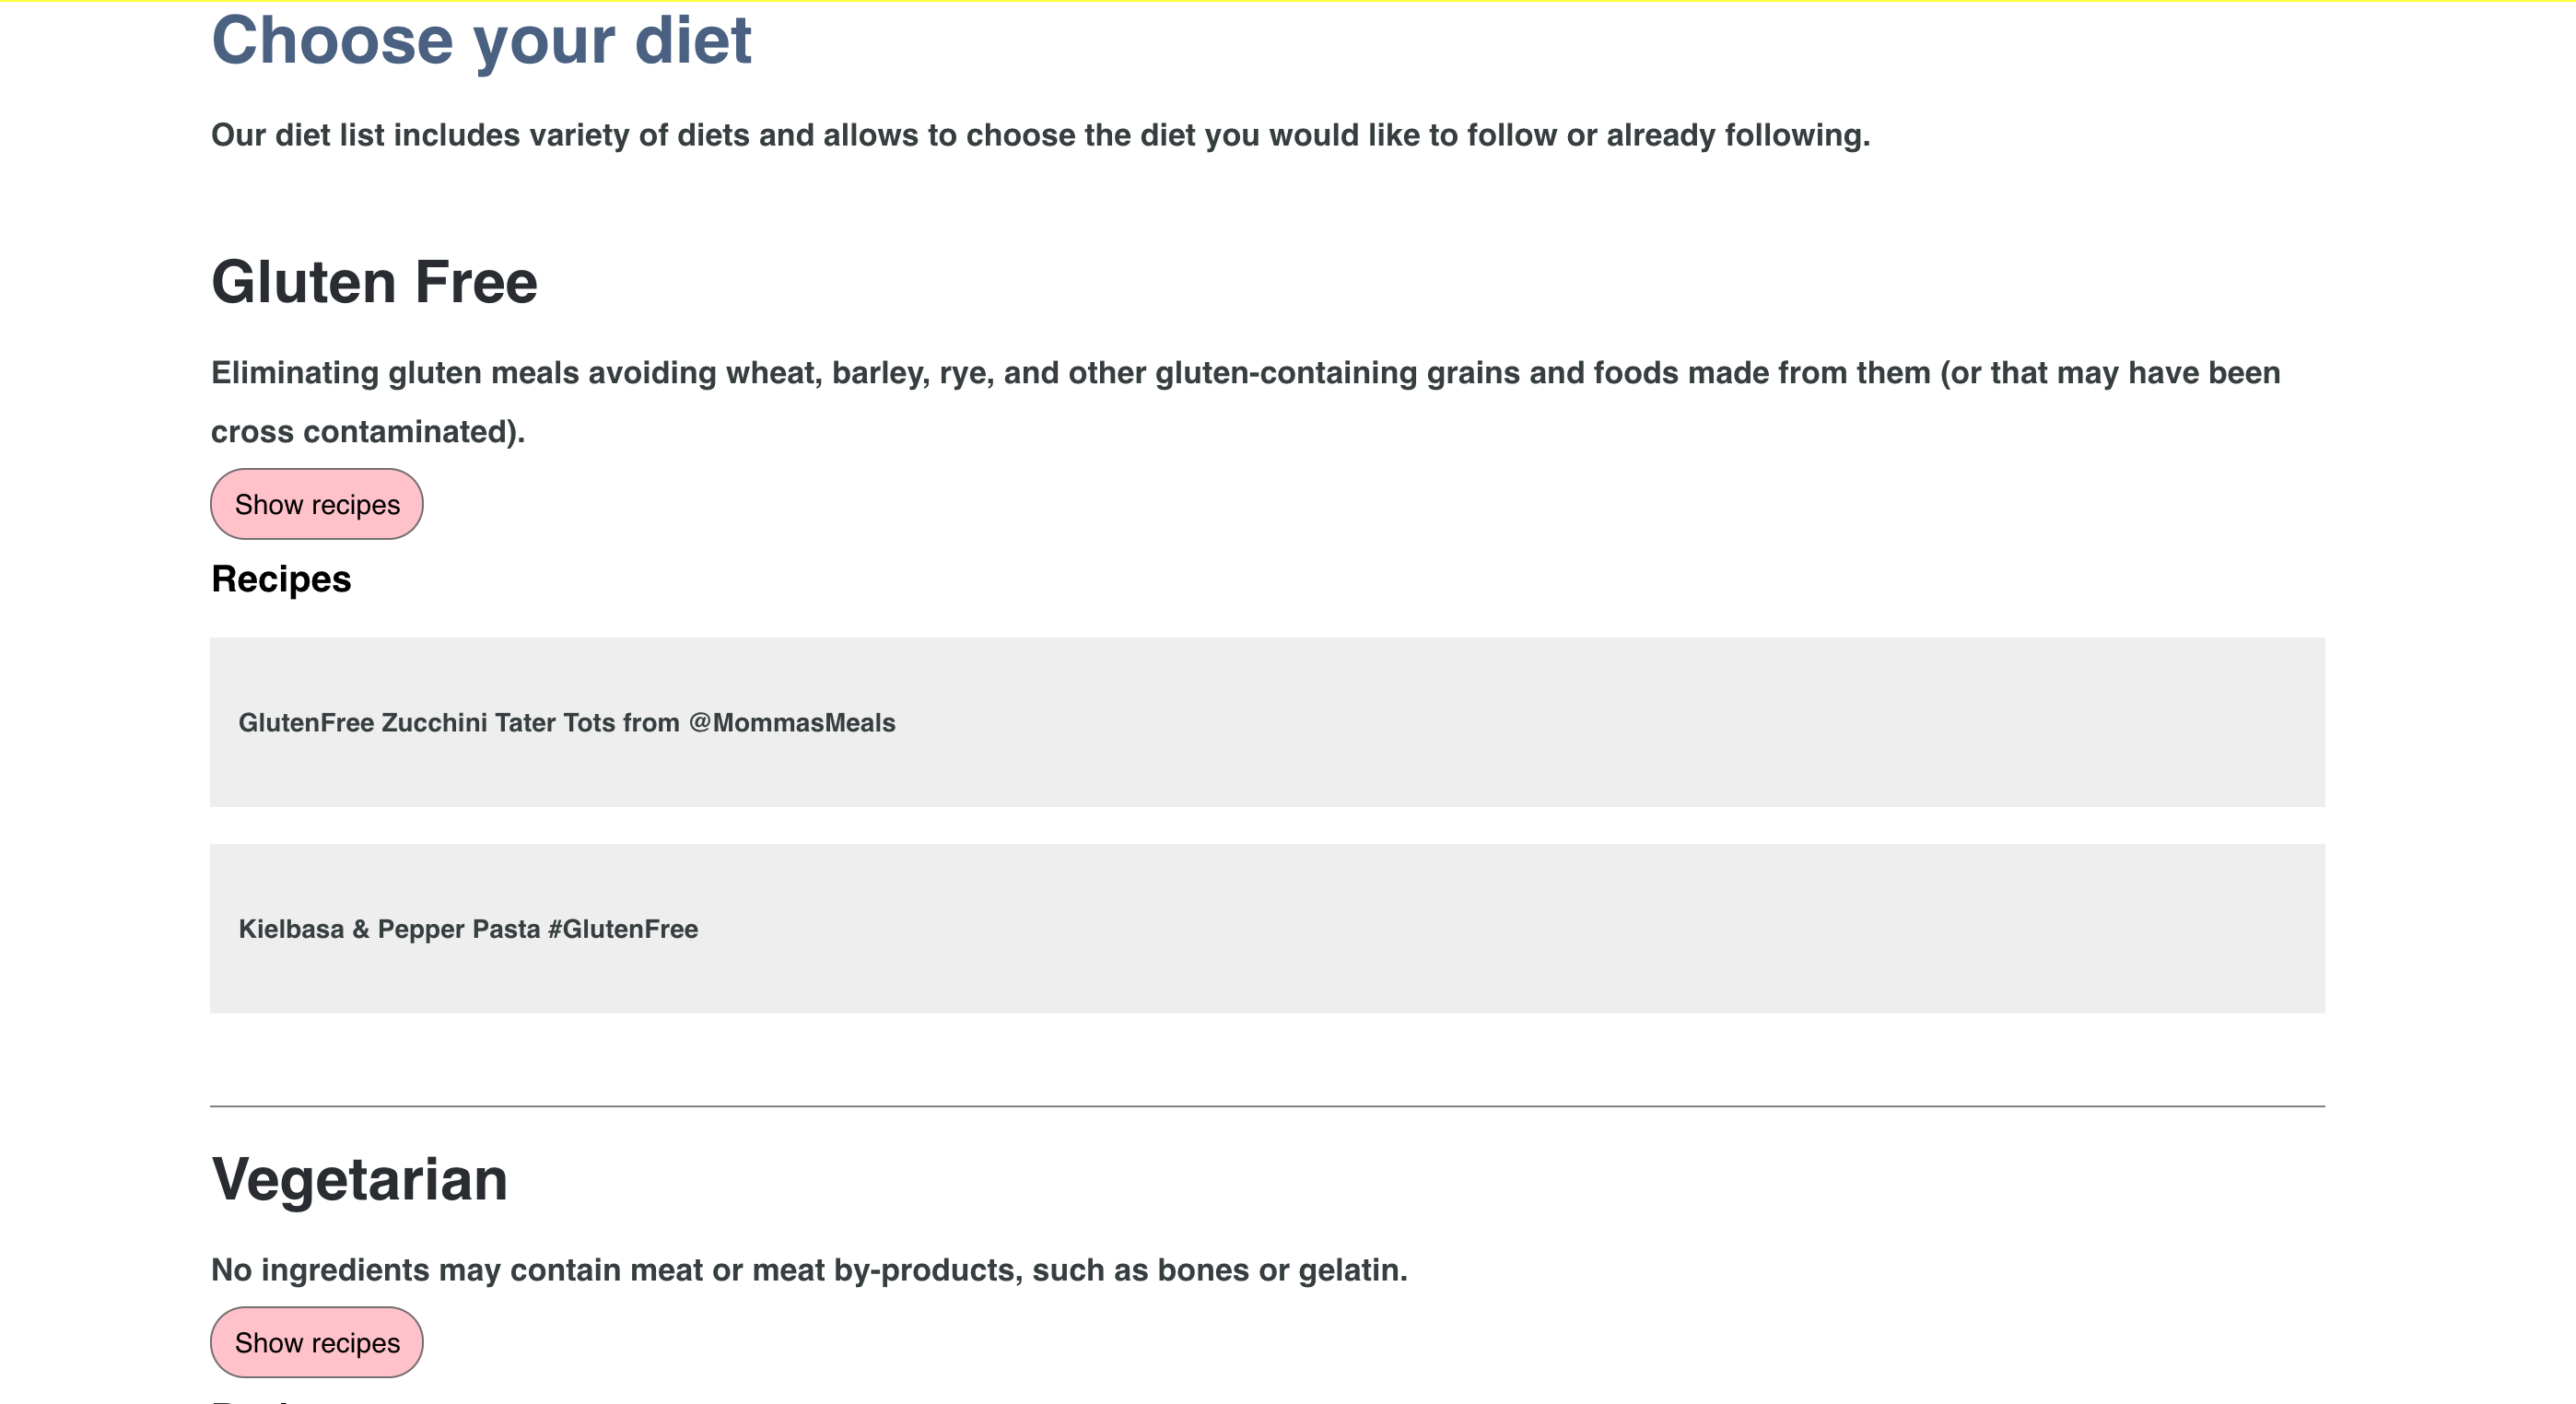 Choose your diet
Our diet list includes variety of diets and allows to choose the diet you would like to follow or already following.
Gluten Free
Eliminating gluten meals avoiding wheat, barley, rye, and other gluten-containing grains and foods made from them (or that may have been
cross contaminated).
Show recipes
Recipes
GlutenFree Zucchini Tater Tots from @MommasMeals
Kielbasa & Pepper Pasta #GlutenFree
Vegetarian
No ingredients may contain meat or meat by-products, such as bones or gelatin.
Show recipes